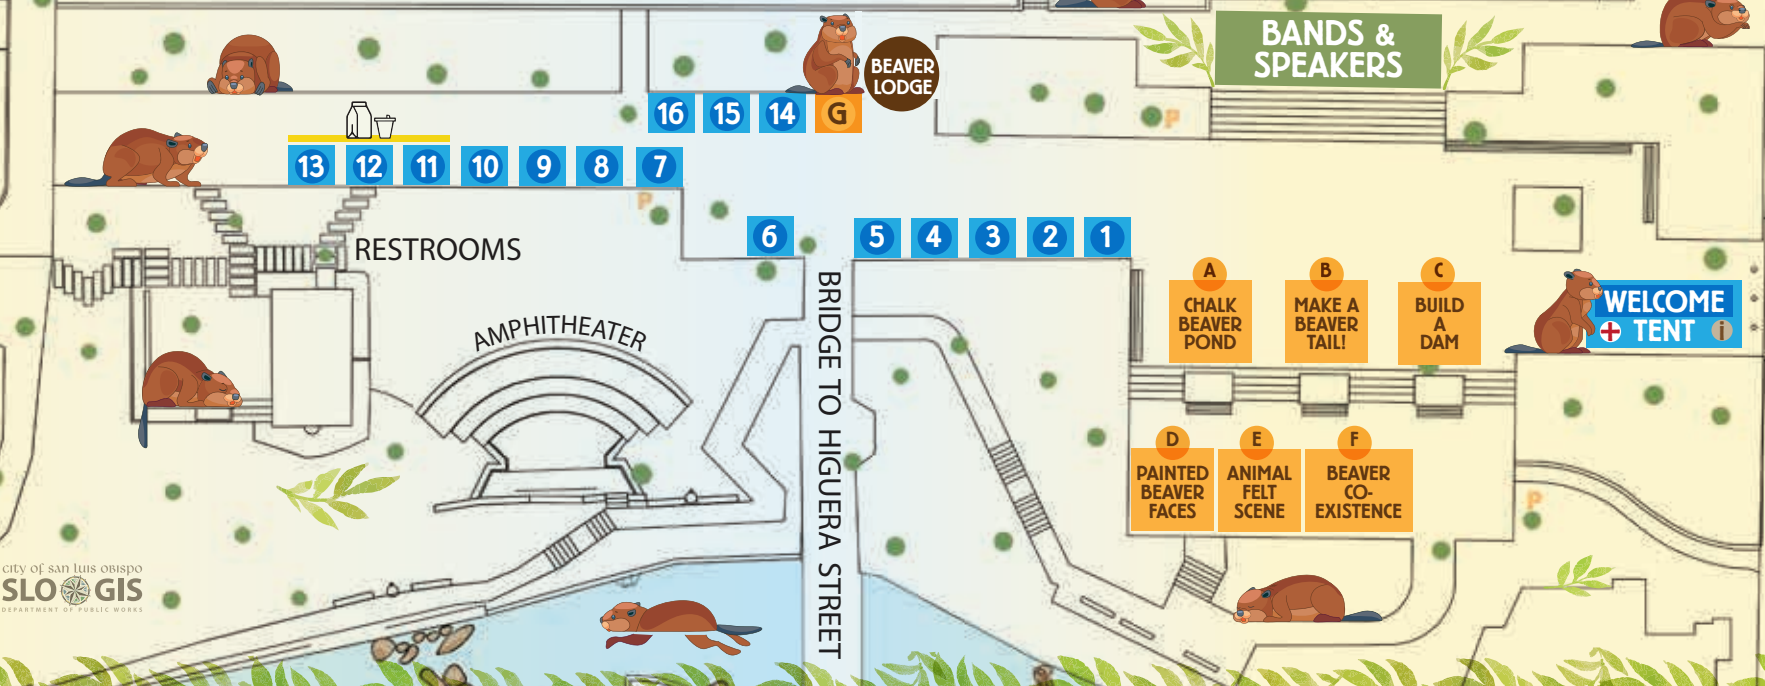 BANDS &
SPEAKERS
BEAVER
LODGE
16 15 14 G
P
13 12 11 10 9 8 7
P
6 5 4 3 2 1
RESTROOMS
A
CHALK
BEAVER
POND
B
MAKE A
BEAVER
TAIL!
C
BUILD
A
DAM
WELCOME
TENT i
AMPHITHEATER
BRIDGE TO HIGUERA STREET
D
PAINTED
BEAVER
FACES
E
ANIMAL
FELT
SCENE
F
BEAVER
CO-
EXISTENCE
P
city of san luis obispo
SLO GIS
DEPARTMENT OF PUBLIC WORKS